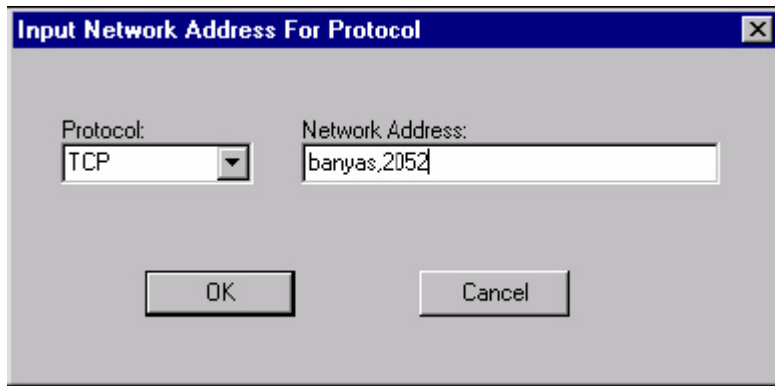 Input Network Address For Protocol
Protocol: Network Address:
TCP banyas,2052
OK Cancel